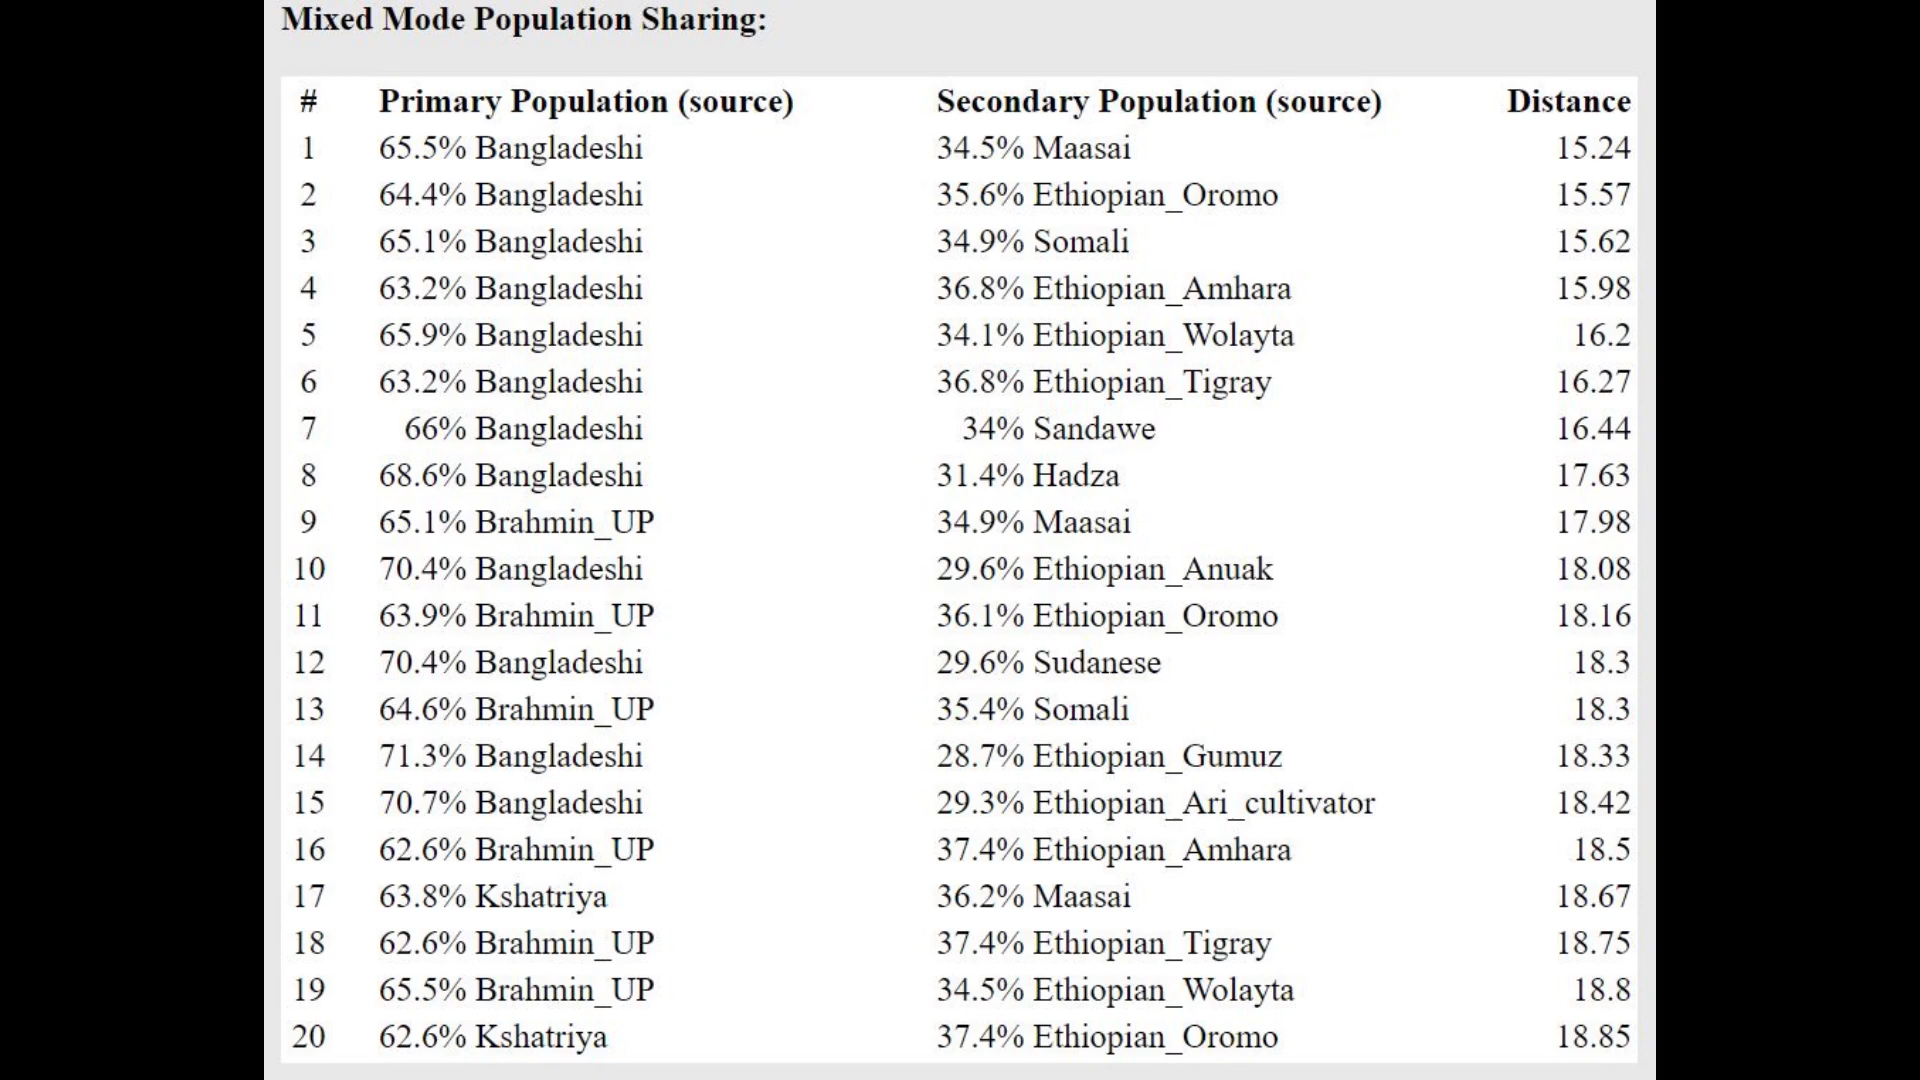 Mixed Mode Population Sharing:
# Primary Population (source) Secondary Population (source) Distance
1 65.5% Bangladeshi 34.5% Maasai 15.24
2 64.4% Bangladeshi 35.6% Ethiopian_Oromo 15.57
3 65.1% Bangladeshi 34.9% Somali 15.62
4 63.2% Bangladeshi 36.8% Ethiopian_Amhara 15.98
5 65.9% Bangladeshi 34.1% Ethiopian_Wolayta 16.2
6 63.2% Bangladeshi 36.8% Ethiopian_Tigray 16.27
7 66% Bangladeshi 34% Sandawe 16.44
8 68.6% Bangladeshi 31.4% Hadza 17.63
9 65.1% Brahmin_UP 34.9% Maasai 17.98
10 70.4% Bangladeshi 29.6% Ethiopian_Anuak 18.08
11 63.9% Brahmin_UP 36.1% Ethiopian_Oromo 18.16
12 70.4% Bangladeshi 29.6% Sudanese 18.3
13 64.6% Brahmin_UP 35.4% Somali 18.3
14 71.3% Bangladeshi 28.7% Ethiopian_Gumuz 18.33
15 70.7% Bangladeshi 29.3% Ethiopian_Ari_cultivator 18.42
16 62.6% Brahmin_UP 37.4% Ethiopian_Amhara 18.5
17 63.8% Kshatriya 36.2% Maasai 18.67
18 62.6% Brahmin_UP 37.4% Ethiopian_Tigray 18.75
19 65.5% Brahmin_UP 34.5% Ethiopian_Wolayta 18.8
20 62.6% Kshatriya 37.4% Ethiopian_Oromo 18.85